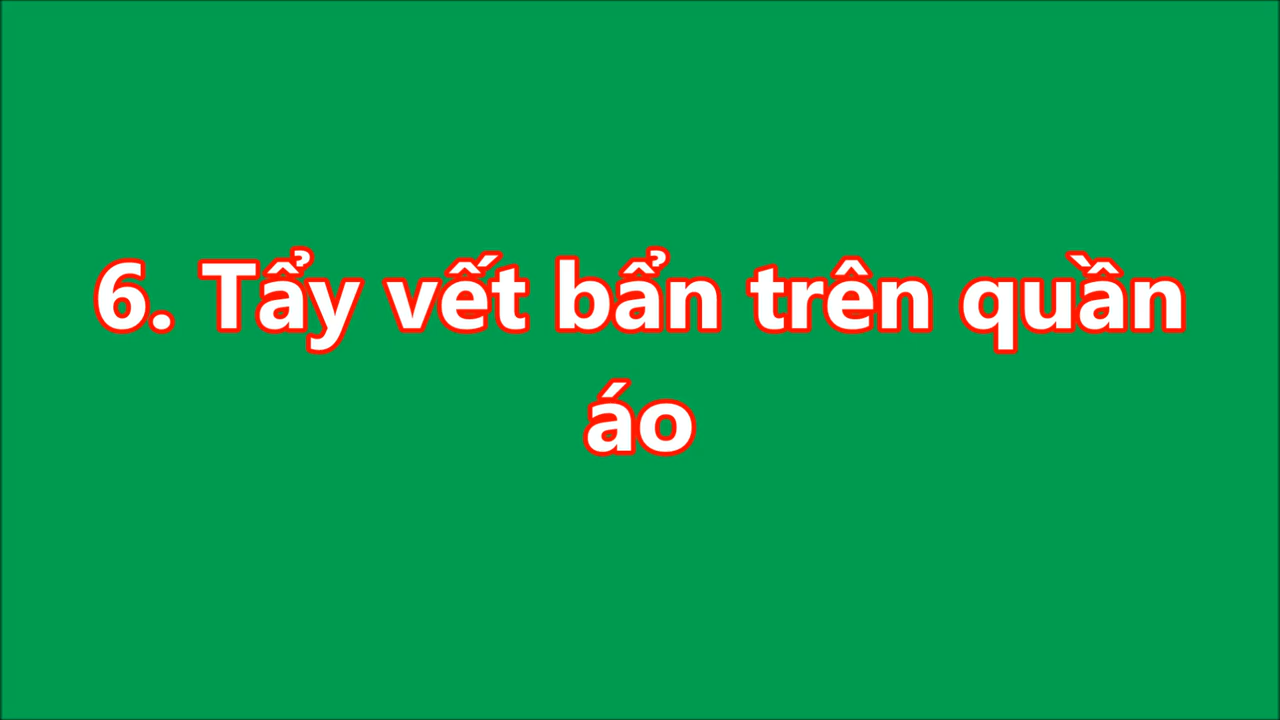 6. Tẩy vết bẩn trên quần
áo